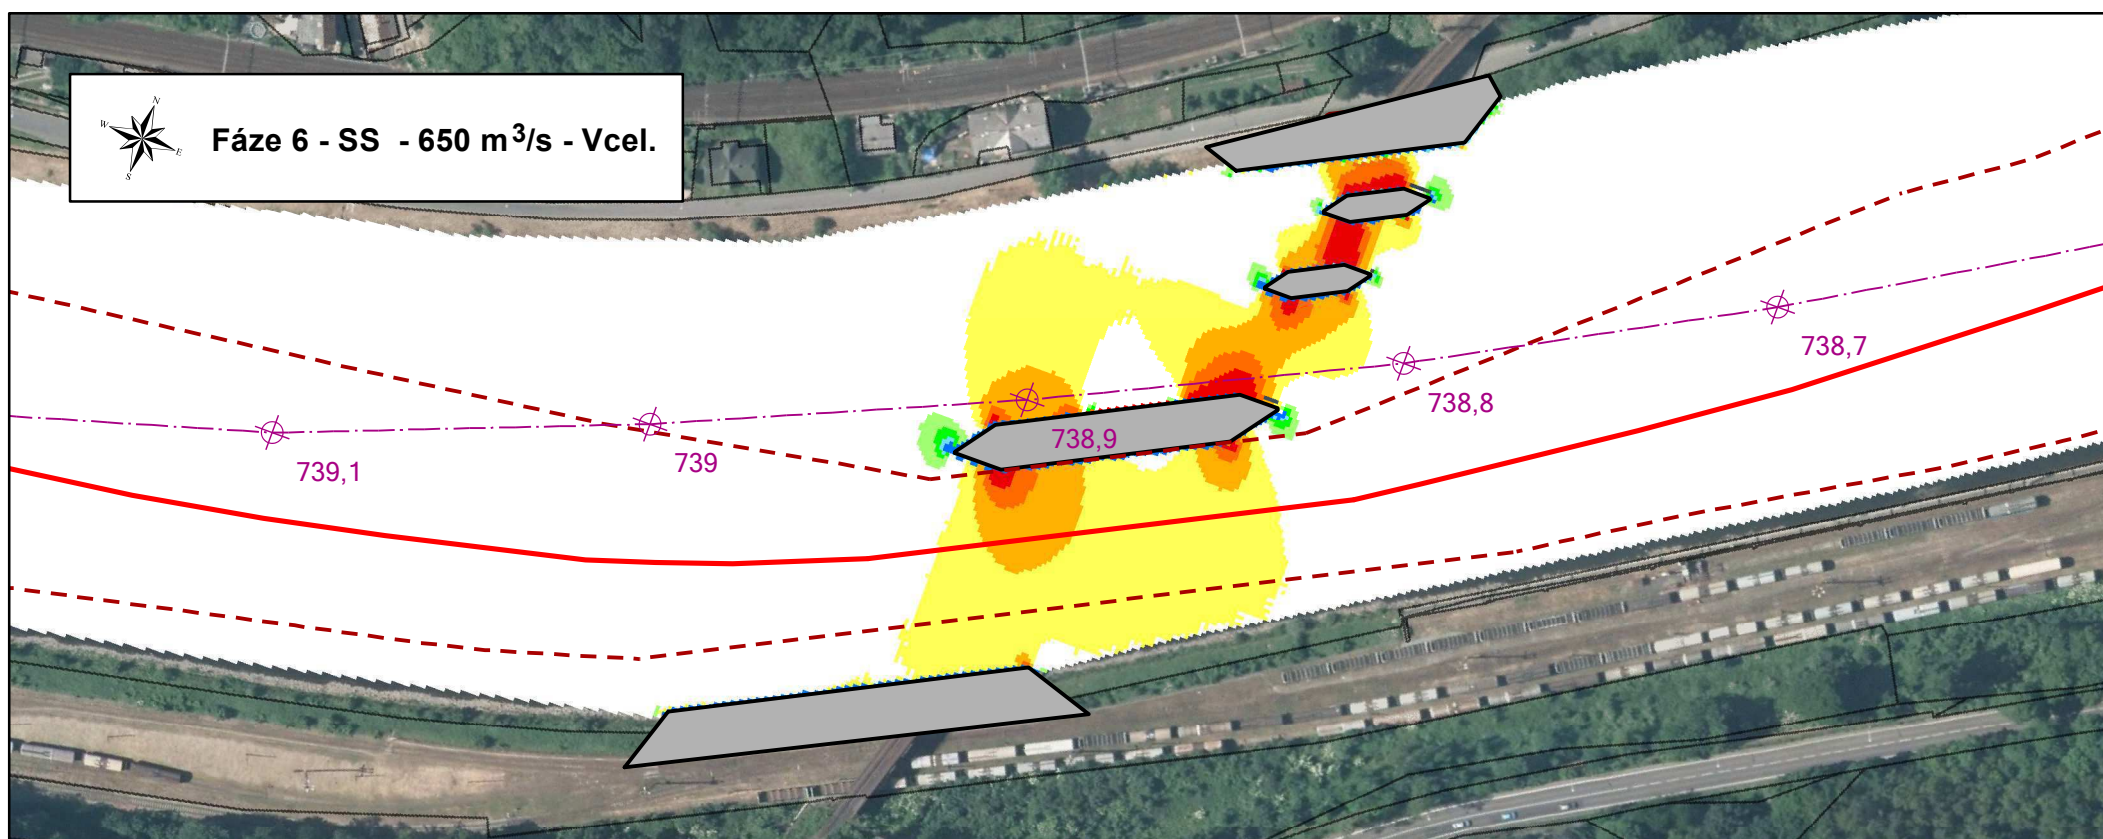 N
W
E
S
Fáze 6 - SS - 650 m³/s - Vcel.
738,7
738,8
738,9
739
739,1